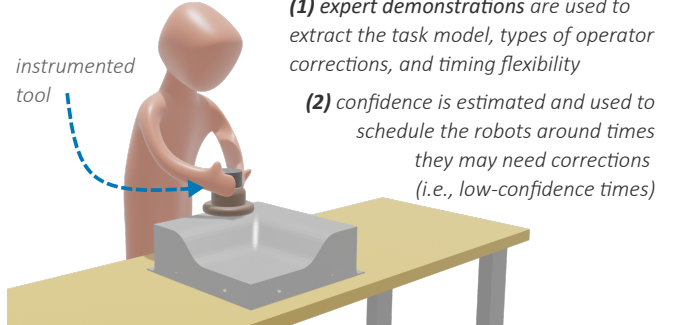 (1) expert demonstrations are used to
extract the task model, types of operator
corrections, and timing flexibility
instrumented
tool
(2) confidence is estimated and used to
schedule the robots around times
they may need corrections
(i.e., low-confidence times)